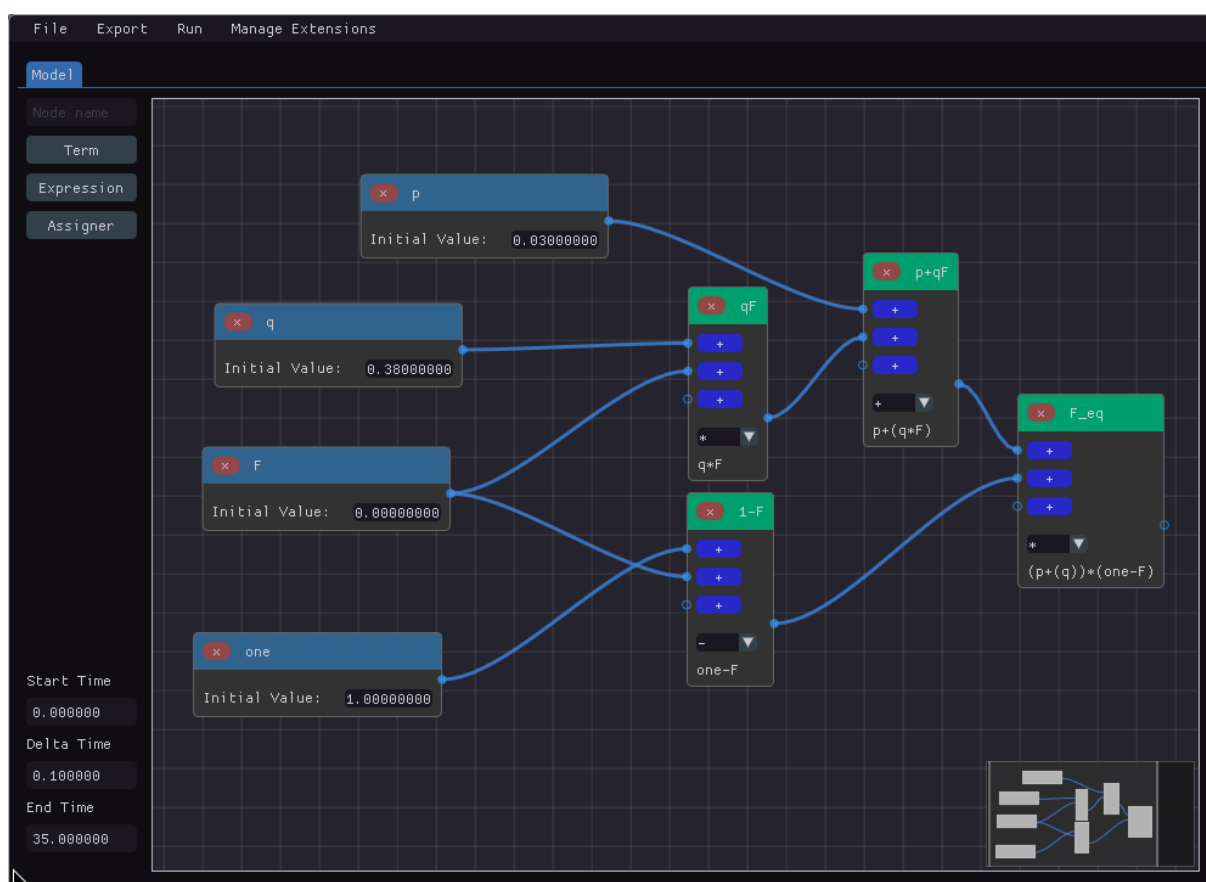 File Export Run Manage Extensions
Model
Node name
Term
Expression
Assigner
× p
Initial Value: 0.03000000
× q
Initial Value: 0.38000000
× F
Initial Value: 0.00000000
× one
Initial Value: 1.00000000
× qF
+
+
+
*
q*F
× 1-F
+
+
+
-
one-F
× p+qF
+
+
+
+
p+(q*F)
× F_eq
+
+
+
*
(p+(q))*(one-F)
Start Time
0.000000
Delta Time
0.100000
End Time
35.000000